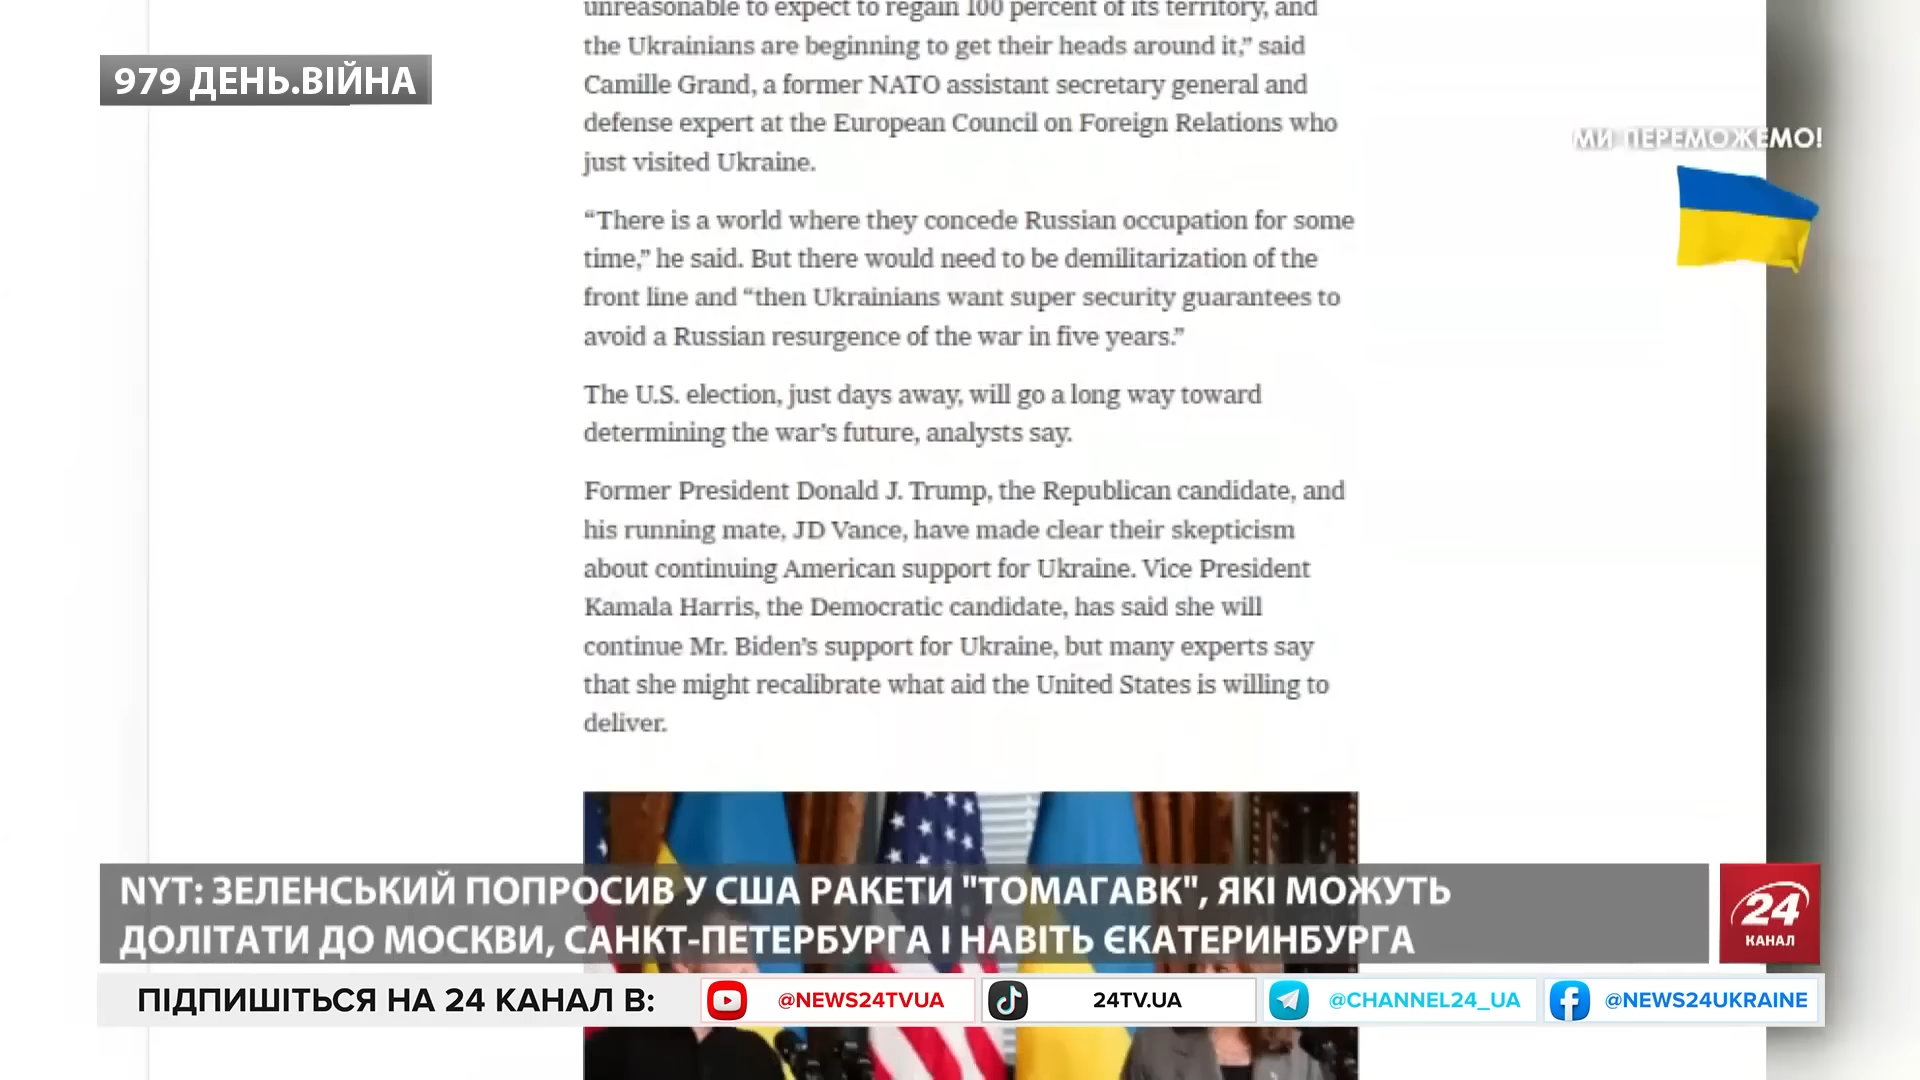 unreasonable to expect to regain 100 percent of its territory, and
the Ukrainians are beginning to get their heads around it,” said
Camille Grand, a former NATO assistant secretary general and
defense expert at the European Council on Foreign Relations who
just visited Ukraine.
“There is a world where they concede Russian occupation for some
time,” he said. But there would need to be demilitarization of the
front line and “then Ukrainians want super security guarantees to
avoid a Russian resurgence of the war in five years.”
The U.S. election, just days away, will go a long way toward
determining the war’s future, analysts say.
Former President Donald J. Trump, the Republican candidate, and
his running mate, JD Vance, have made clear their skepticism
about continuing American support for Ukraine. Vice President
Kamala Harris, the Democratic candidate, has said she will
continue Mr. Biden’s support for Ukraine, but many experts say
that she might recalibrate what aid the United States is willing to
deliver.
979 ДЕНЬ.ВІЙНА
МИ ПЕРЕМОЖЕМО!
NYT: ЗЕЛЕНСЬКИЙ ПОПРОСИВ У США РАКЕТИ "ТОМАГАВК", ЯКІ МОЖУТЬ
ДОЛІТАТИ ДО МОСКВИ, САНКТ-ПЕТЕРБУРГА І НАВІТЬ ЄКАТЕРИНБУРГА
24
КАНАЛ
ПІДПИШІТЬСЯ НА 24 КАНАЛ В:
@NEWS24TVUA
24TV.UA
@CHANNEL24_UA
@NEWS24UKRAINE